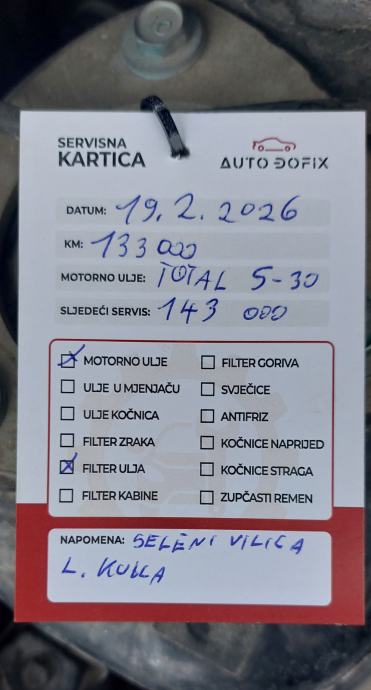 SERVISNA
KARTICA
AUTO DOFIX
DATUM: 19.2.2026
KM: 133 000
MOTORNO ULJE: TOTAL 5-30
SLJEDEĆI SERVIS: 143 000
MOTORNO ULJE
ULJE U MJENJAČU
ULJE KOČNICA
FILTER ZRAKA
FILTER ULJA
FILTER KABINE
FILTER GORIVA
SVJEĆICE
ANTIFRIZ
KOČNICE NAPRIJED
KOČNICE STRAGA
ZUPČASTI REMEN
NAPOMENA: SELENI VILICA
L. KUKA